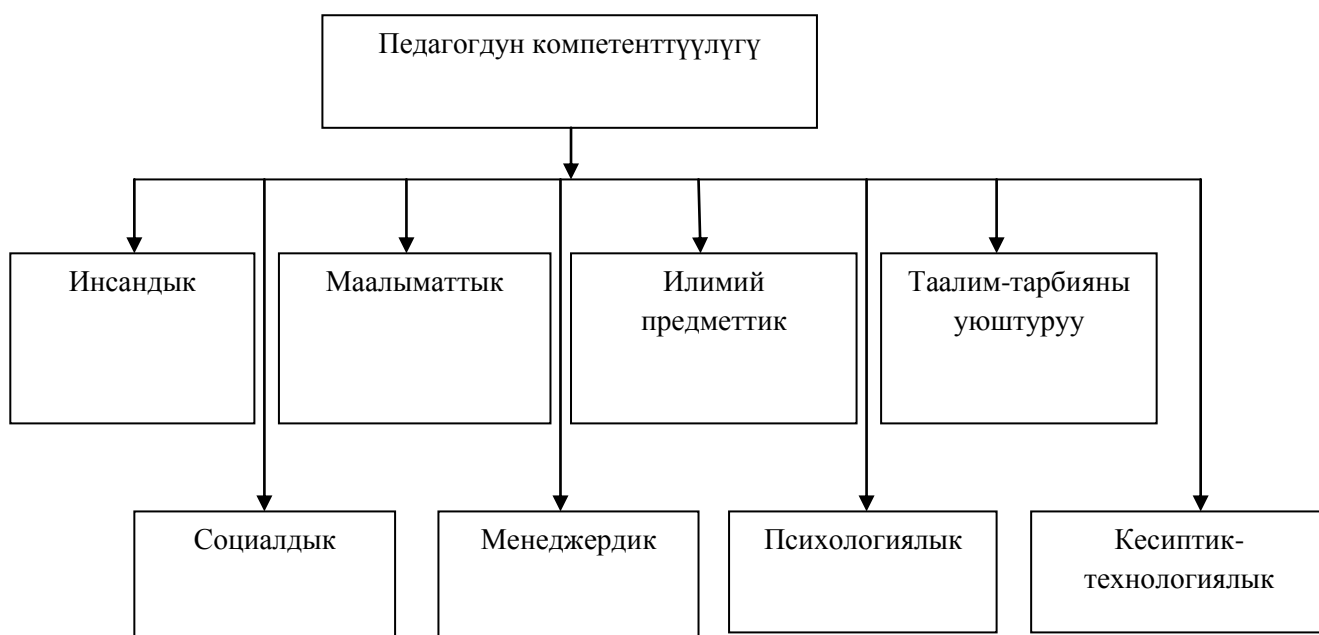 Педагогдун компетенттүүлүгү
Инсандык
Маалыматтык
Илимий
предметтик
Таалим-тарбияны
уюштуруу
Социалдык
Менеджердик
Психологиялык
Кесиптик-
технологиялык